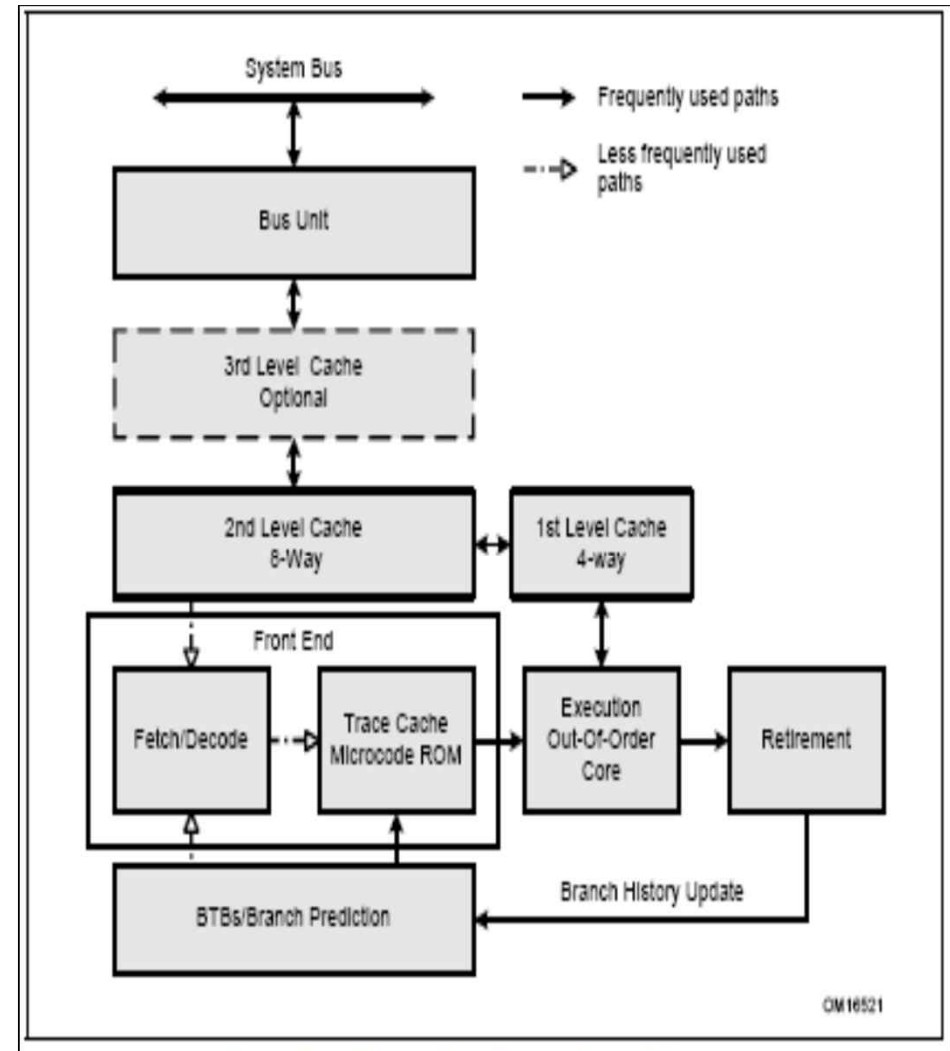 System Bus
Frequently used paths
Less frequently used
paths
Bus Unit
3rd Level Cache
Optional
2nd Level Cache
8-Way
1st Level Cache
4-way
Front End
Fetch/Decode
Trace Cache
Microcode ROM
Execution
Out-Of-Order
Core
Retirement
Branch History Update
BTBs/Branch Prediction
OM16521